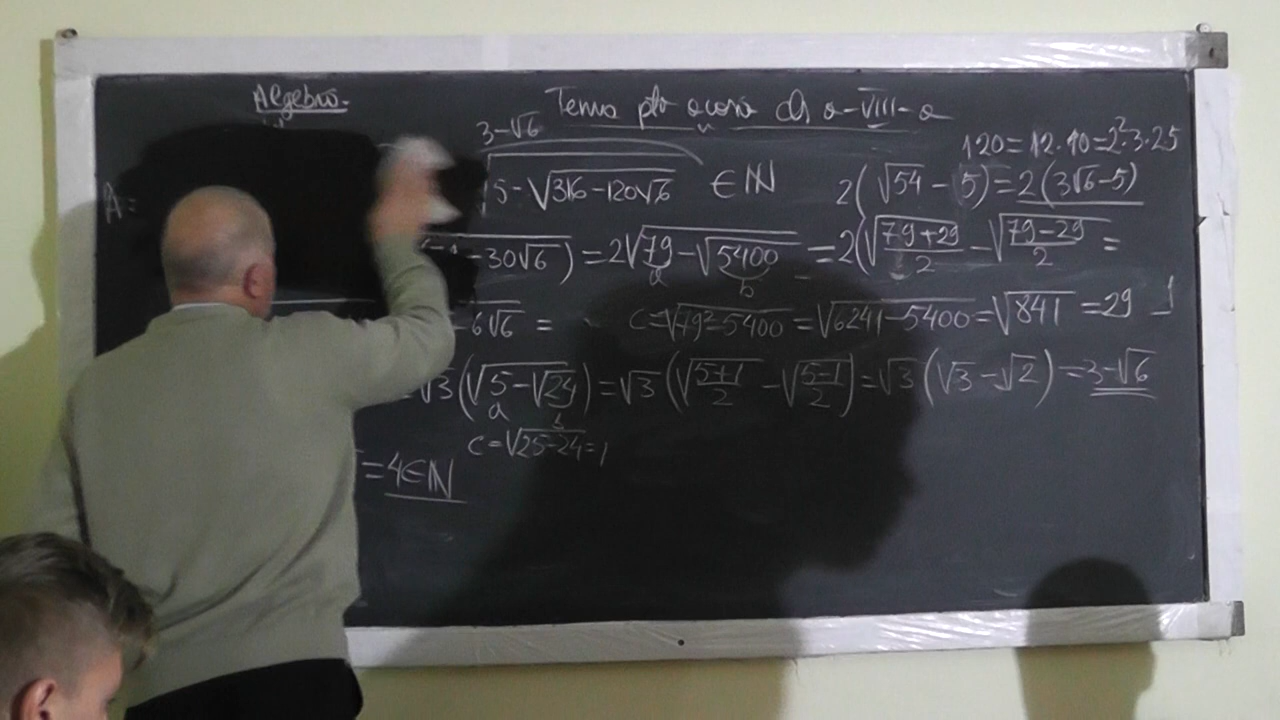 Algebră
Tema ptr acasă cls a-VIII-a
3-√6
120=12·10=2²·3·25
A=
√5-√316-120√6 ∈ℕ
2(√54 - 5)=2(3√6-5)
-30√6)=2√79-√5400 =2(√79+29/2 -√79-29/2 =
a b
-6√6 =
c=√79²-5400 =√6241-5400=√841 =29
=√3(√5-√24)=√3(√5+1/2 -√5-1/2)=√3(√3-√2)=3-√6
a b
c=√25-24=1
=4∈ℕ